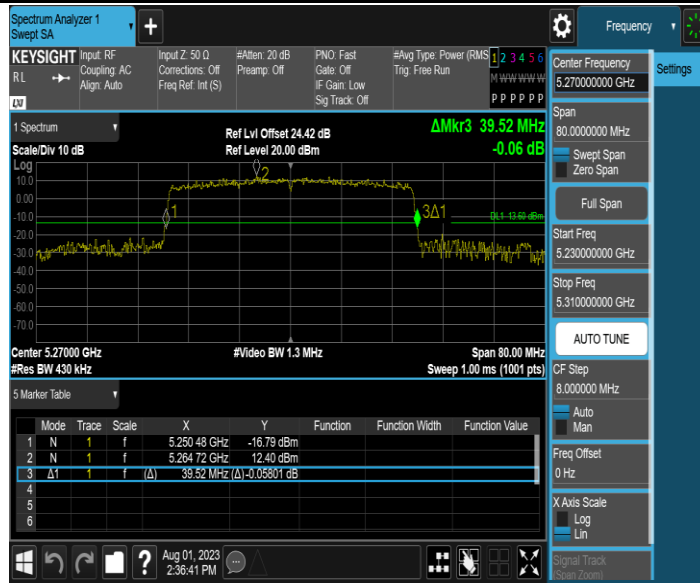 Spectrum Analyzer 1
Swept SA
+
Frequency
KEYSIGHT
RL
LXI
Input: RF
Coupling: AC
Align: Auto
Input Z: 50 Ω
Corrections: Off
Freq Ref: Int (S)
#Atten: 20 dB
Preamp: Off
PNO: Fast
Gate: Off
IF Gain: Low
Sig Track: Off
#Avg Type: Power (RMS
Trig: Free Run
1 2 3 4 5 6
M W W W W W
P P P P P P
Settings
1 Spectrum
Scale/Div 10 dB
Ref Lvl Offset 24.42 dB
Ref Level 20.00 dBm
ΔMkr3 39.52 MHz
-0.06 dB
Log
10.0
0.00
-10.0
-20.0
-30.0
-40.0
-50.0
-60.0
-70.0
2
1
3Δ1
DL1 -13.60 dBm
Center 5.27000 GHz
#Video BW 1.3 MHz
Span 80.00 MHz
#Res BW 430 kHz
Sweep 1.00 ms (1001 pts)
5 Marker Table
Mode Trace Scale X Y Function Function Width Function Value
1 N 1 f 5.250 48 GHz -16.79 dBm
2 N 1 f 5.264 72 GHz 12.40 dBm
3 Δ1 1 f (Δ) 39.52 MHz (Δ) -0.05801 dB
4
5
6
Aug 01, 2023
2:36:41 PM
Center Frequency
5.270000000 GHz
Span
80.0000000 MHz
Swept Span
Zero Span
Full Span
Start Freq
5.230000000 GHz
Stop Freq
5.310000000 GHz
AUTO TUNE
CF Step
8.000000 MHz
Auto
Man
Freq Offset
0 Hz
X Axis Scale
Log
Lin
Signal Track
(Span Zoom)